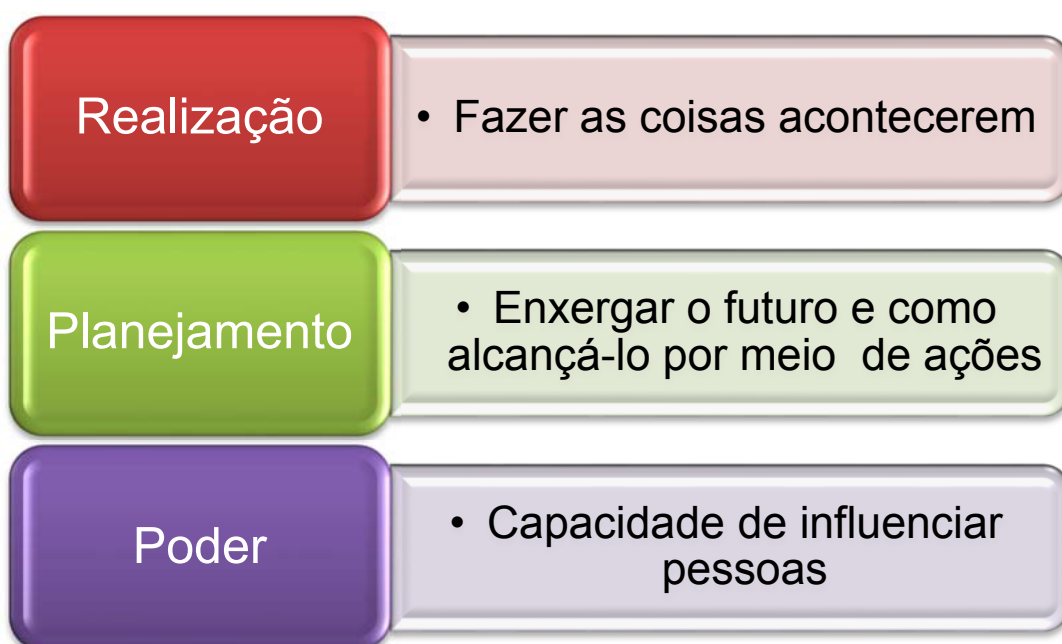 Realização
• Fazer as coisas acontecerem
Planejamento
• Enxergar o futuro e como
alcançá-lo por meio de ações
Poder
• Capacidade de influenciar
pessoas